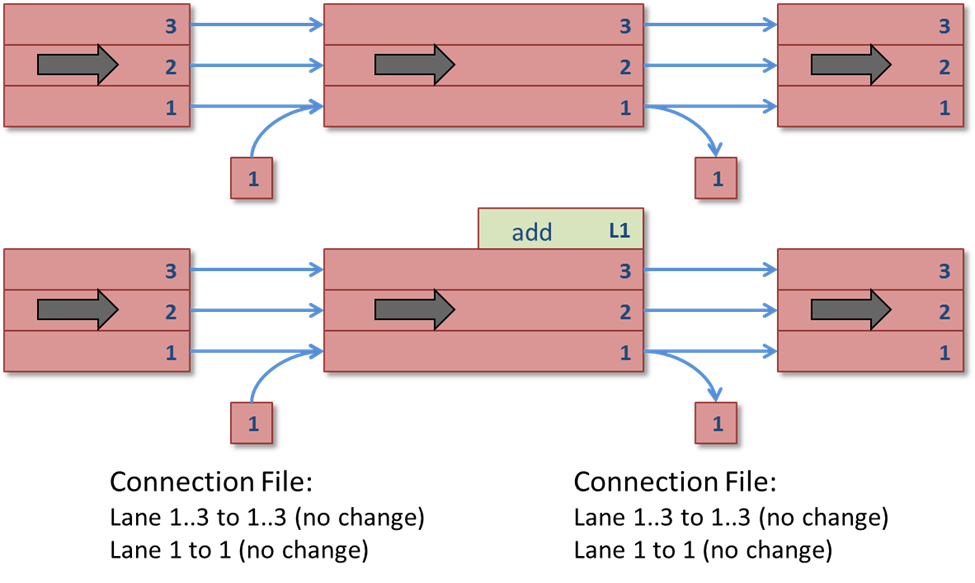 3 3 3
2 2 2
1 1 1
1 1
add L1
3 3 3
2 2 2
1 1 1
1 1
Connection File:
Lane 1..3 to 1..3 (no change)
Lane 1 to 1 (no change)
Connection File:
Lane 1..3 to 1..3 (no change)
Lane 1 to 1 (no change)